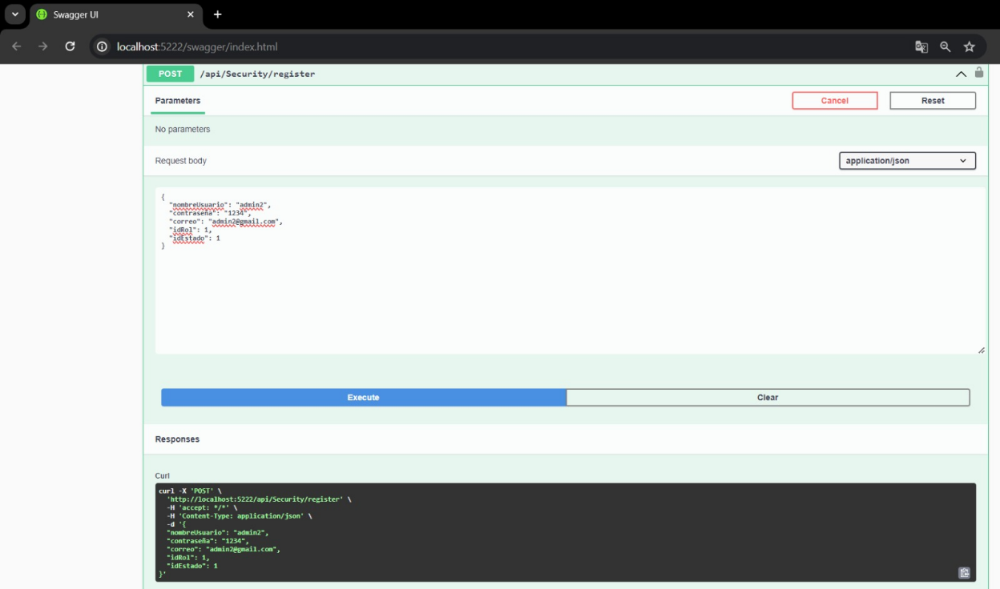 Swagger UI
localhost:5222/swagger/index.html
POST /api/Security/register
Parameters
Cancel
Reset
No parameters
Request body
application/json
{
"nombreUsuario": "admin2",
"contraseña": "1234",
"correo": "admin2@gmail.com",
"idRol": 1,
"idEstado": 1
}
Execute
Clear
Responses
Curl
curl -X 'POST' \
'http://localhost:5222/api/Security/register' \
-H 'accept: */*' \
-H 'Content-Type: application/json' \
-d '{
"nombreUsuario": "admin2",
"contraseña": "1234",
"correo": "admin2@gmail.com",
"idRol": 1,
"idEstado": 1
}'